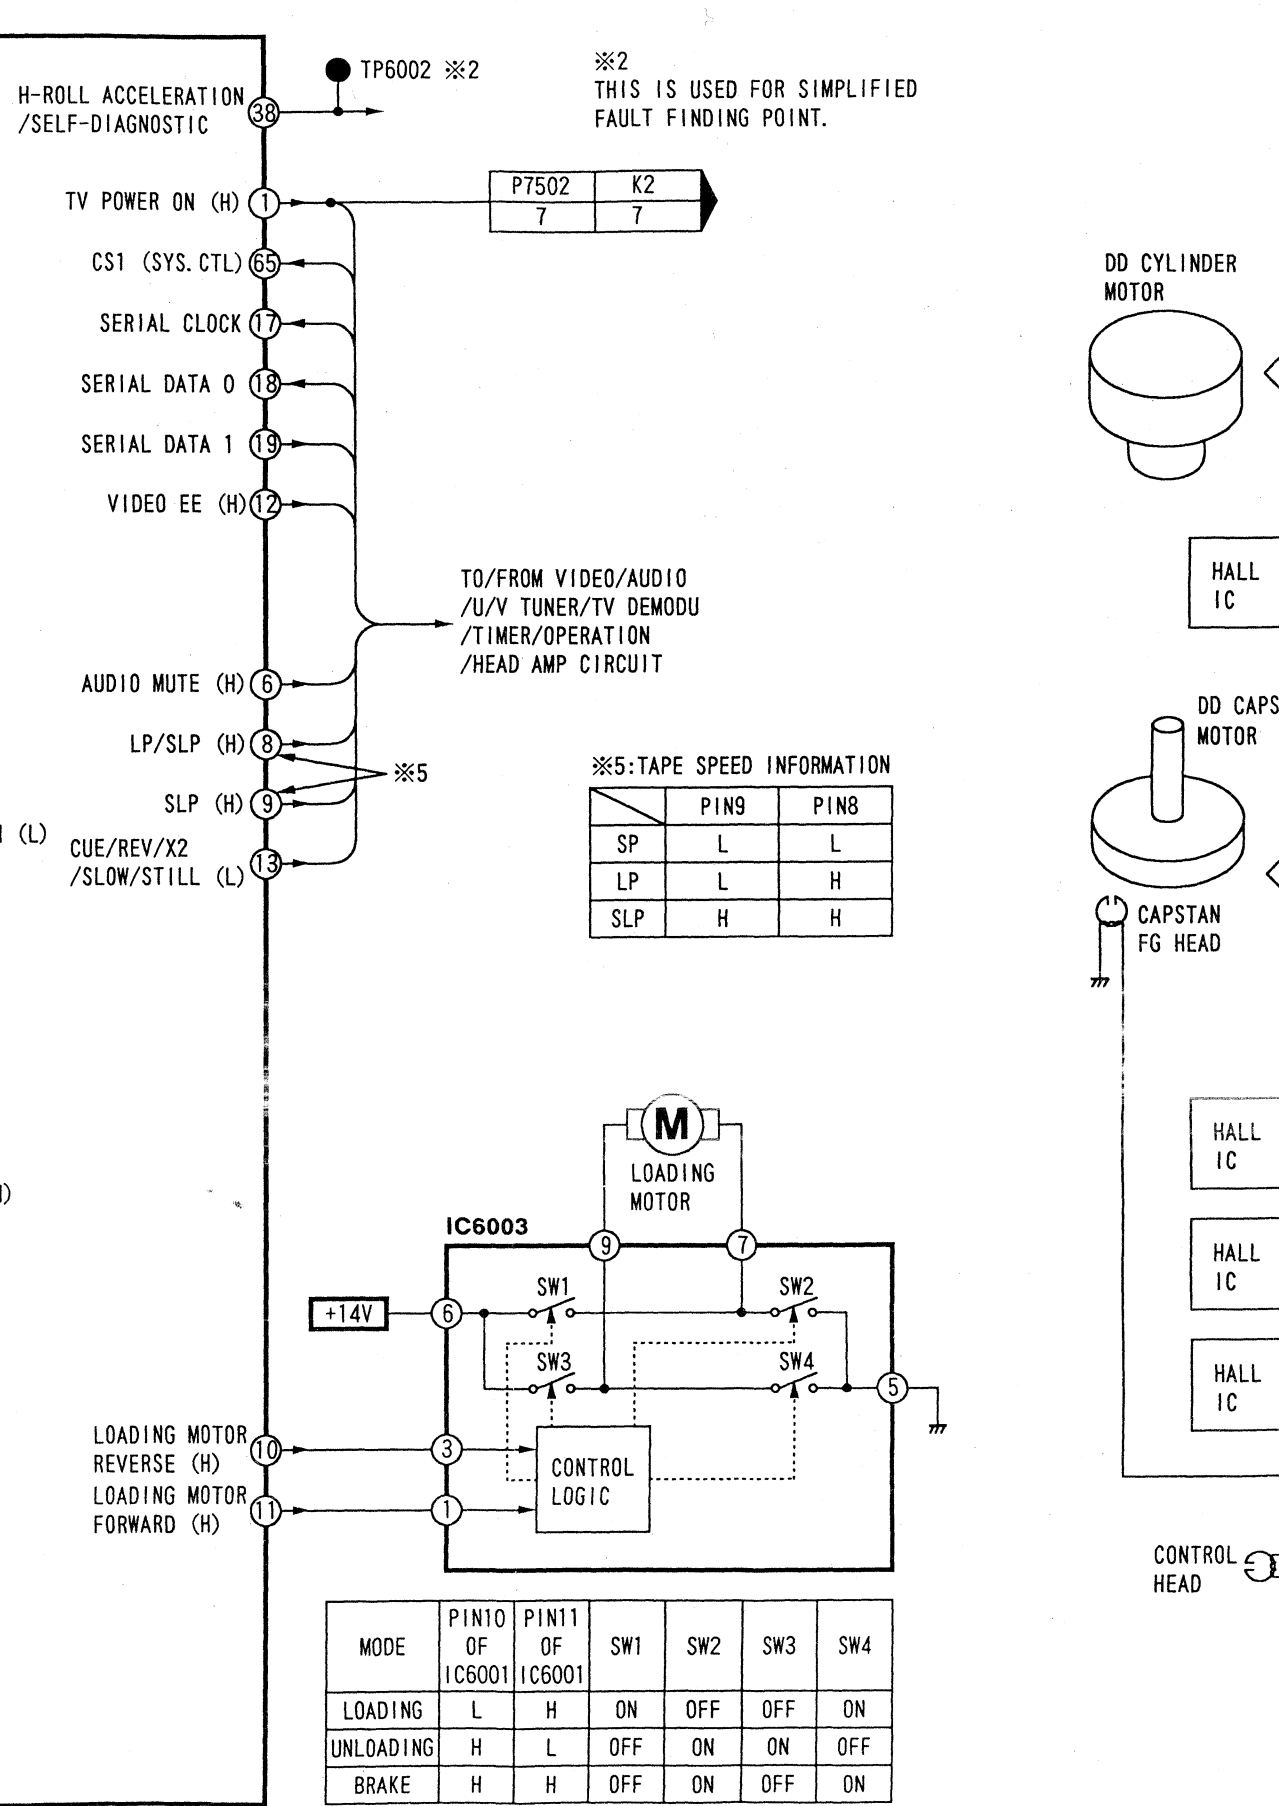 H-ROLL ACCELERATION
/SELF-DIAGNOSTIC
38
TP6002 ※2
※2
THIS IS USED FOR SIMPLIFIED
FAULT FINDING POINT.
TV POWER ON (H)
1
P7502 K2
7 7
CS1 (SYS.CTL)
65
SERIAL CLOCK
17
SERIAL DATA 0
18
SERIAL DATA 1
19
VIDEO EE (H)
12
TO/FROM VIDEO/AUDIO
/U/V TUNER/TV DEMODU
/TIMER/OPERATION
/HEAD AMP CIRCUIT
AUDIO MUTE (H)
6
LP/SLP (H)
8
※5
SLP (H)
9
(L)
CUE/REV/X2
/SLOW/STILL (L)
13
※5:TAPE SPEED INFORMATION
PIN9 PIN8
SP L L
LP L H
SLP H H
DD CYLINDER
MOTOR
HALL
IC
DD CAPS
MOTOR
CAPSTAN
FG HEAD
HALL
IC
HALL
IC
HALL
IC
CONTROL
HEAD
M
LOADING
MOTOR
IC6003
9
7
+14V
6
SW1
SW2
SW3
SW4
5
LOADING MOTOR
REVERSE (H)
10
3
LOADING MOTOR
FORWARD (H)
11
1
CONTROL
LOGIC
MODE PIN10 OF IC6001 PIN11 OF IC6001 SW1 SW2 SW3 SW4
LOADING L H ON OFF OFF ON
UNLOADING H L OFF ON ON OFF
BRAKE H H OFF ON OFF ON